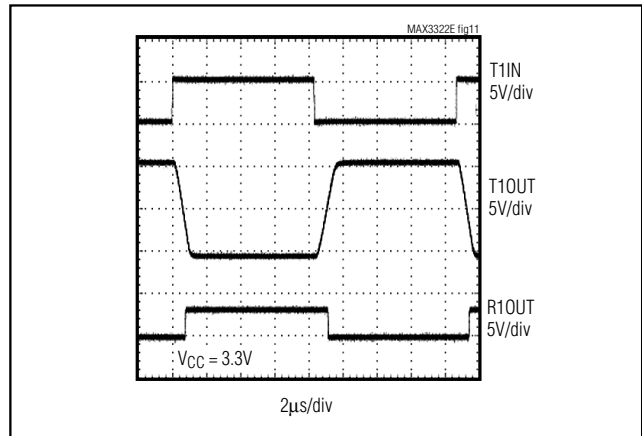 MAX3322E fig11
T1IN
5V/div
T1OUT
5V/div
R1OUT
5V/div
VCC = 3.3V
2μs/div